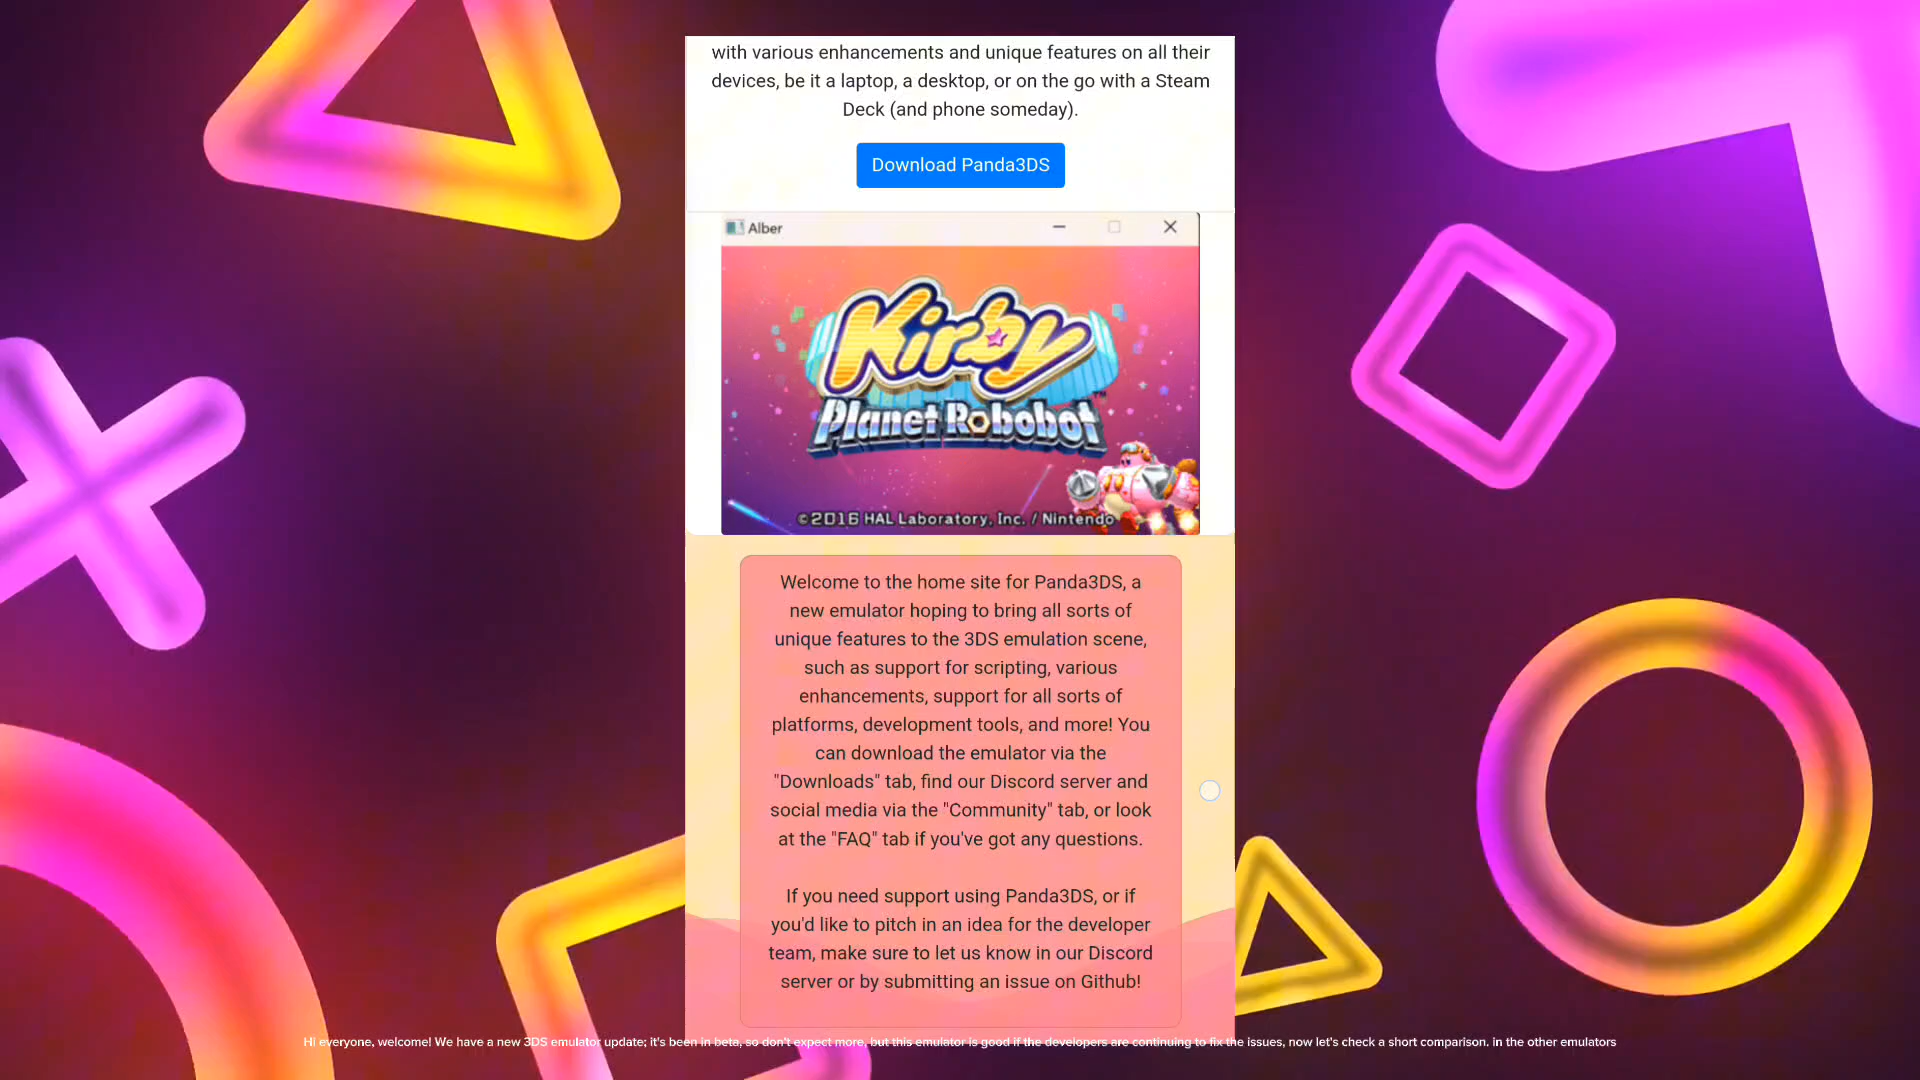 with various enhancements and unique features on all their
devices, be it a laptop, a desktop, or on the go with a Steam
Deck (and phone someday).
Download Panda3DS
Alber
Kirby
Planet Robobot
TM
©2016 HAL Laboratory, Inc. / Nintendo
Welcome to the home site for Panda3DS, a
new emulator hoping to bring all sorts of
unique features to the 3DS emulation scene,
such as support for scripting, various
enhancements, support for all sorts of
platforms, development tools, and more! You
can download the emulator via the
"Downloads" tab, find our Discord server and
social media via the "Community" tab, or look
at the "FAQ" tab if you've got any questions.
If you need support using Panda3DS, or if
you'd like to pitch in an idea for the developer
team, make sure to let us know in our Discord
server or by submitting an issue on Github!
Hi everyone, welcome! We have a new 3DS emulator update; it's been in beta, so don't expect more, but this emulator is good if the developers are continuing to fix the issues, now let's check a short comparison. in the other emulators